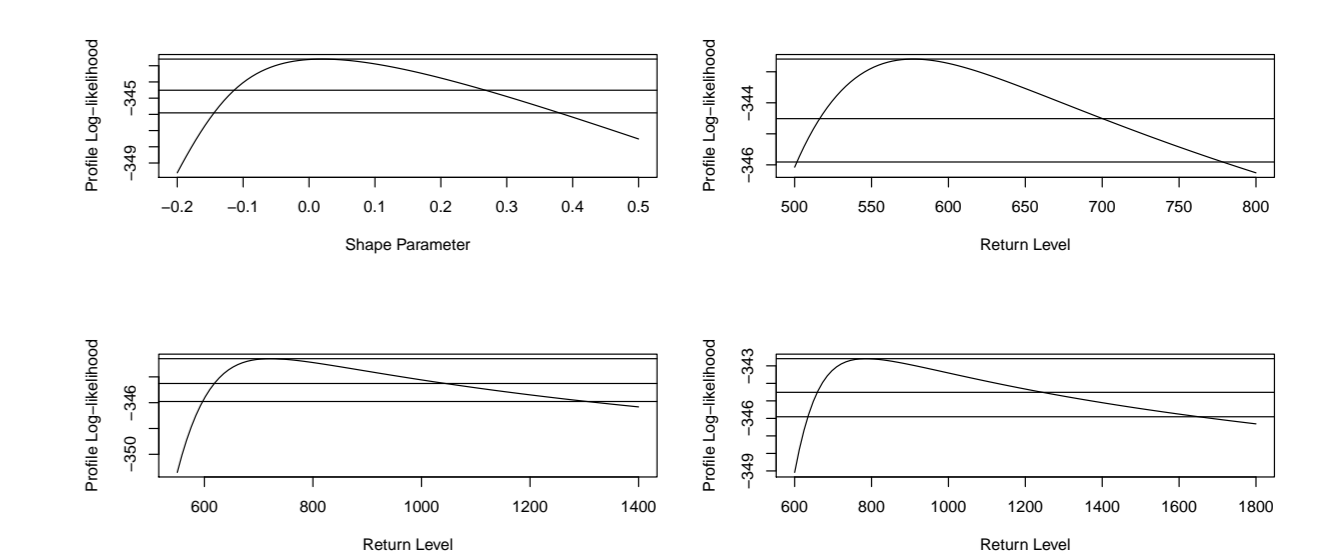 Profile Log−likelihood
−345
−349
−0.2 −0.1 0.0 0.1 0.2 0.3 0.4 0.5
Shape Parameter
Profile Log−likelihood
−344
−346
500 550 600 650 700 750 800
Return Level
Profile Log−likelihood
−346
−350
600 800 1000 1200 1400
Return Level
Profile Log−likelihood
−343
−346
−349
600 800 1000 1200 1400 1600 1800
Return Level